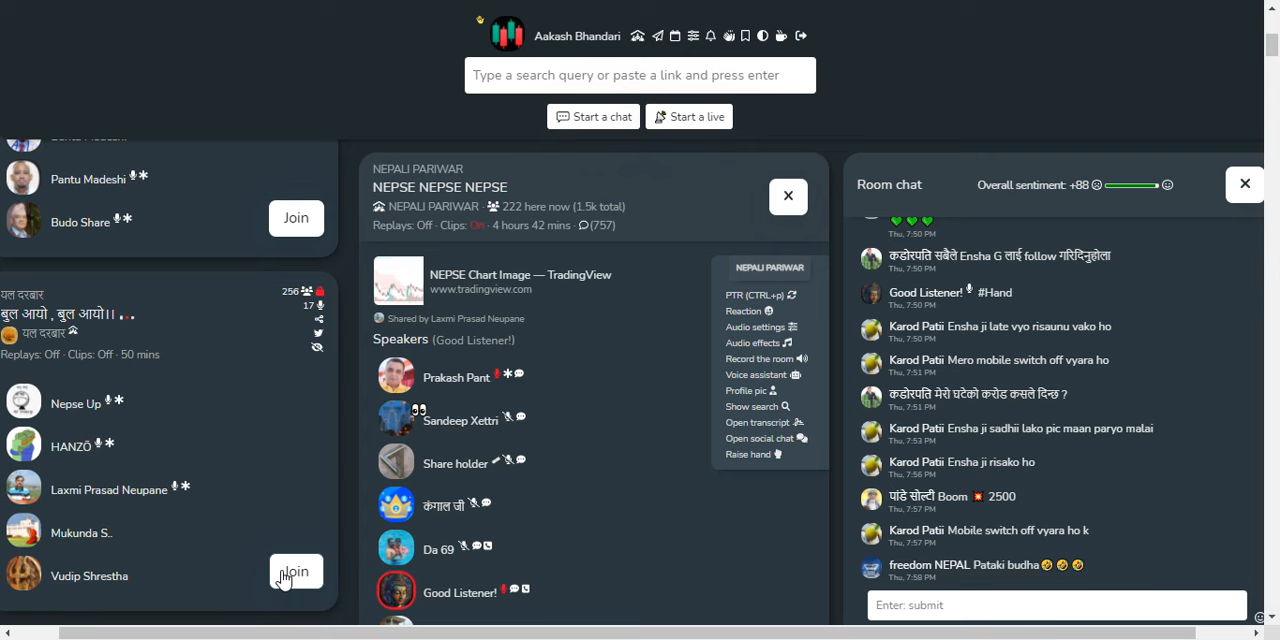 Aakash Bhandari
Type a search query or paste a link and press enter
Start a chat
Start a live
Pantu Madeshi
Budo Share
Join
यल दरबार
256
17
बुल आयो , बुल आयो।। ...
यल दरबार
Replays: Off · Clips: Off · 50 mins
Nepse Up
HANZŌ
Laxmi Prasad Neupane
Mukunda S..
Vudip Shrestha
Join
NEPALI PARIWAR
NEPSE NEPSE NEPSE
NEPALI PARIWAR · 222 here now (1.5k total)
Replays: Off · Clips: On · 4 hours 42 mins · (757)
NEPSE Chart Image — TradingView
www.tradingview.com
Shared by Laxmi Prasad Neupane
Speakers (Good Listener!)
Prakash Pant
Sandeep Xettri
Share holder
कंगाल जी
Da 69
Good Listener!
NEPALI PARIWAR
PTR (CTRL+p)
Reaction
Audio settings
Audio effects
Record the room
Voice assistant
Profile pic
Show search
Open transcript
Open social chat
Raise hand
Room chat
Overall sentiment: +88
Thu, 7:50 PM
कडोरपति सबैले Ensha G लाई follow गरिदिनुहोला
Thu, 7:50 PM
Good Listener! #Hand
Thu, 7:50 PM
Karod Patii Ensha ji late vyo risaunu vako ho
Thu, 7:50 PM
Karod Patii Mero mobile switch off vyara ho
Thu, 7:51 PM
कडोरपति मेरो घटेको करोड कसले दिन्छ ?
Thu, 7:51 PM
Karod Patii Ensha ji sadhii lako pic maan paryo malai
Thu, 7:53 PM
Karod Patii Ensha ji risako ho
Thu, 7:56 PM
पांडे सोल्टी Boom 💥 2500
Thu, 7:57 PM
Karod Patii Mobile switch off vyara ho k
Thu, 7:57 PM
freedom NEPAL Pataki budha🤣 🤣 🤣
Thu, 7:58 PM
Enter: submit